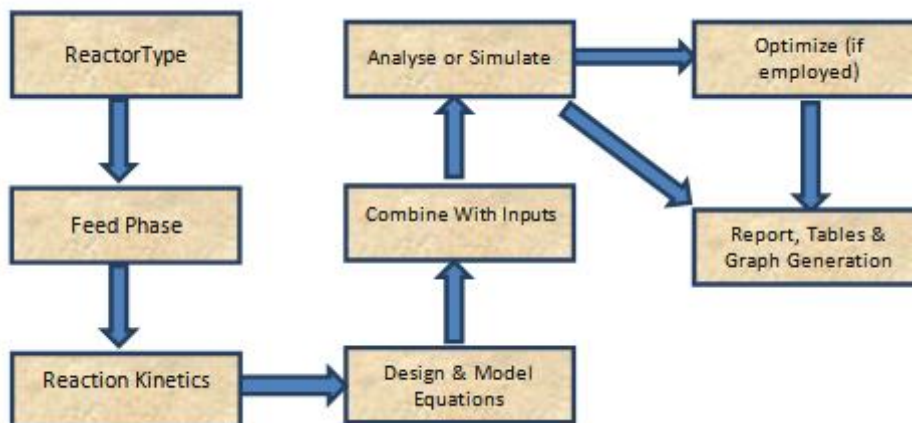 ReactorType
Feed Phase
Reaction Kinetics
Design & Model
Equations
Combine With Inputs
Analyse or Simulate
Optimize (if
employed)
Report, Tables &
Graph Generation